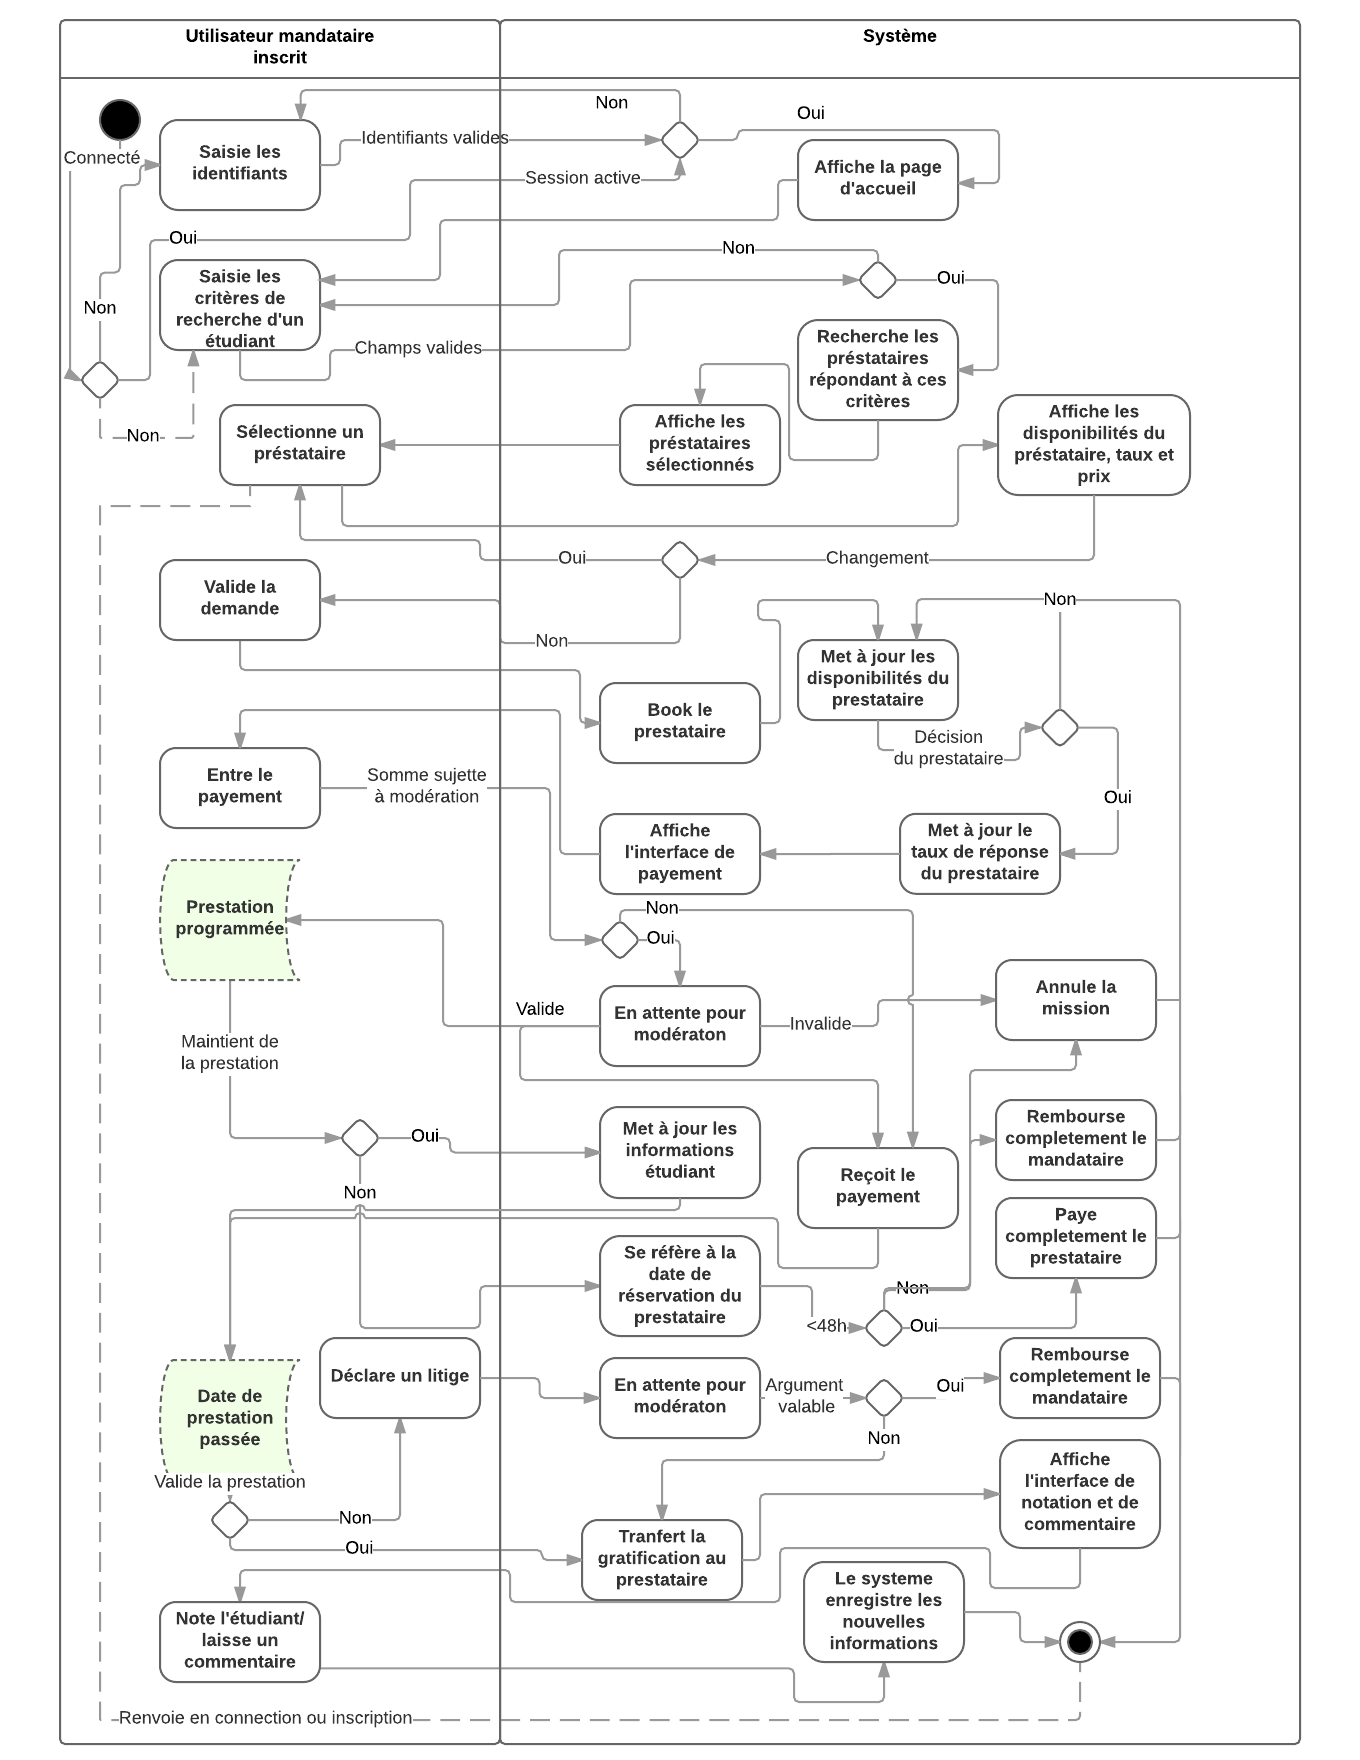 Utilisateur mandataire
inscrit
Système
Non
Oui
Connecté
Saisie les
identifiants
Identifiants valides
Affiche la page
d'accueil
Session active
Oui
Non
Saisie les
critères de
recherche d'un
étudiant
Oui
Non
Champs valides
Recherche les
préstataires
répondant à ces
critères
Non
Sélectionne un
préstataire
Affiche les
préstataires
sélectionnés
Affiche les
disponibilités du
préstataire, taux et
prix
Oui
Changement
Valide la
demande
Non
Non
Met à jour les
disponibilités du
prestataire
Book le
prestataire
Décision
du prestataire
Entre le
payement
Somme sujette
à modération
Oui
Affiche
l'interface de
payement
Met à jour le
taux de réponse
du prestataire
Prestation
programmée
Non
Oui
Valide
En attente pour
modératon
Invalide
Annule la
mission
Maintient de
la prestation
Oui
Met à jour les
informations
étudiant
Rembourse
completement le
mandataire
Non
Reçoit le
payement
Paye
completement le
prestataire
Se réfère à la
date de
réservation du
prestataire
Non
<48h
Oui
Déclare un litige
En attente pour
modératon
Argument
valable
Oui
Rembourse
completement le
mandataire
Date de
prestation
passée
Non
Valide la prestation
Affiche
l'interface de
notation et de
commentaire
Non
Oui
Tranfert la
gratification au
prestataire
Le systeme
enregistre les
nouvelles
informations
Note l'étudiant/
laisse un
commentaire
Renvoie en connection ou inscription